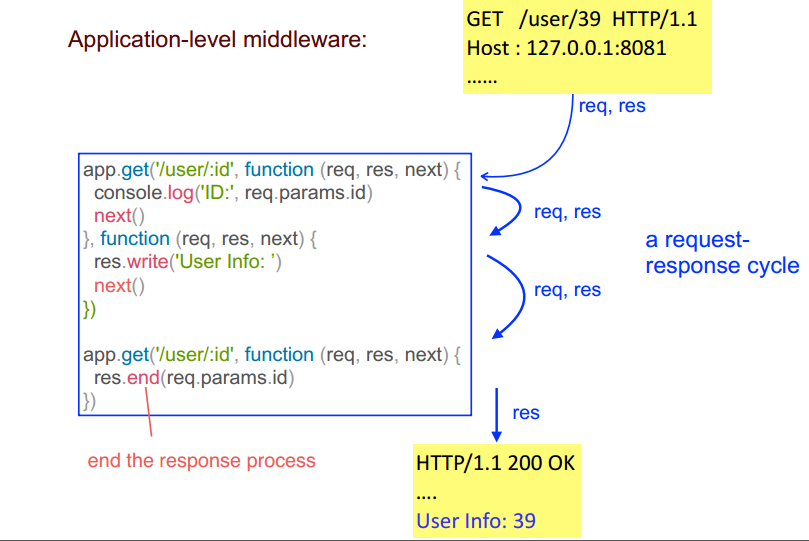 Application-level middleware:
GET /user/39 HTTP/1.1
Host : 127.0.0.1:8081
......
req, res
app.get('/user/:id', function (req, res, next) {
console.log('ID:', req.params.id)
next()
}, function (req, res, next) {
res.write('User Info: ’)
next()
})
app.get('/user/:id', function (req, res, next) {
res.end(req.params.id)
})
req, res
req, res
a request-
response cycle
res
end the response process
HTTP/1.1 200 OK
....
User Info: 39